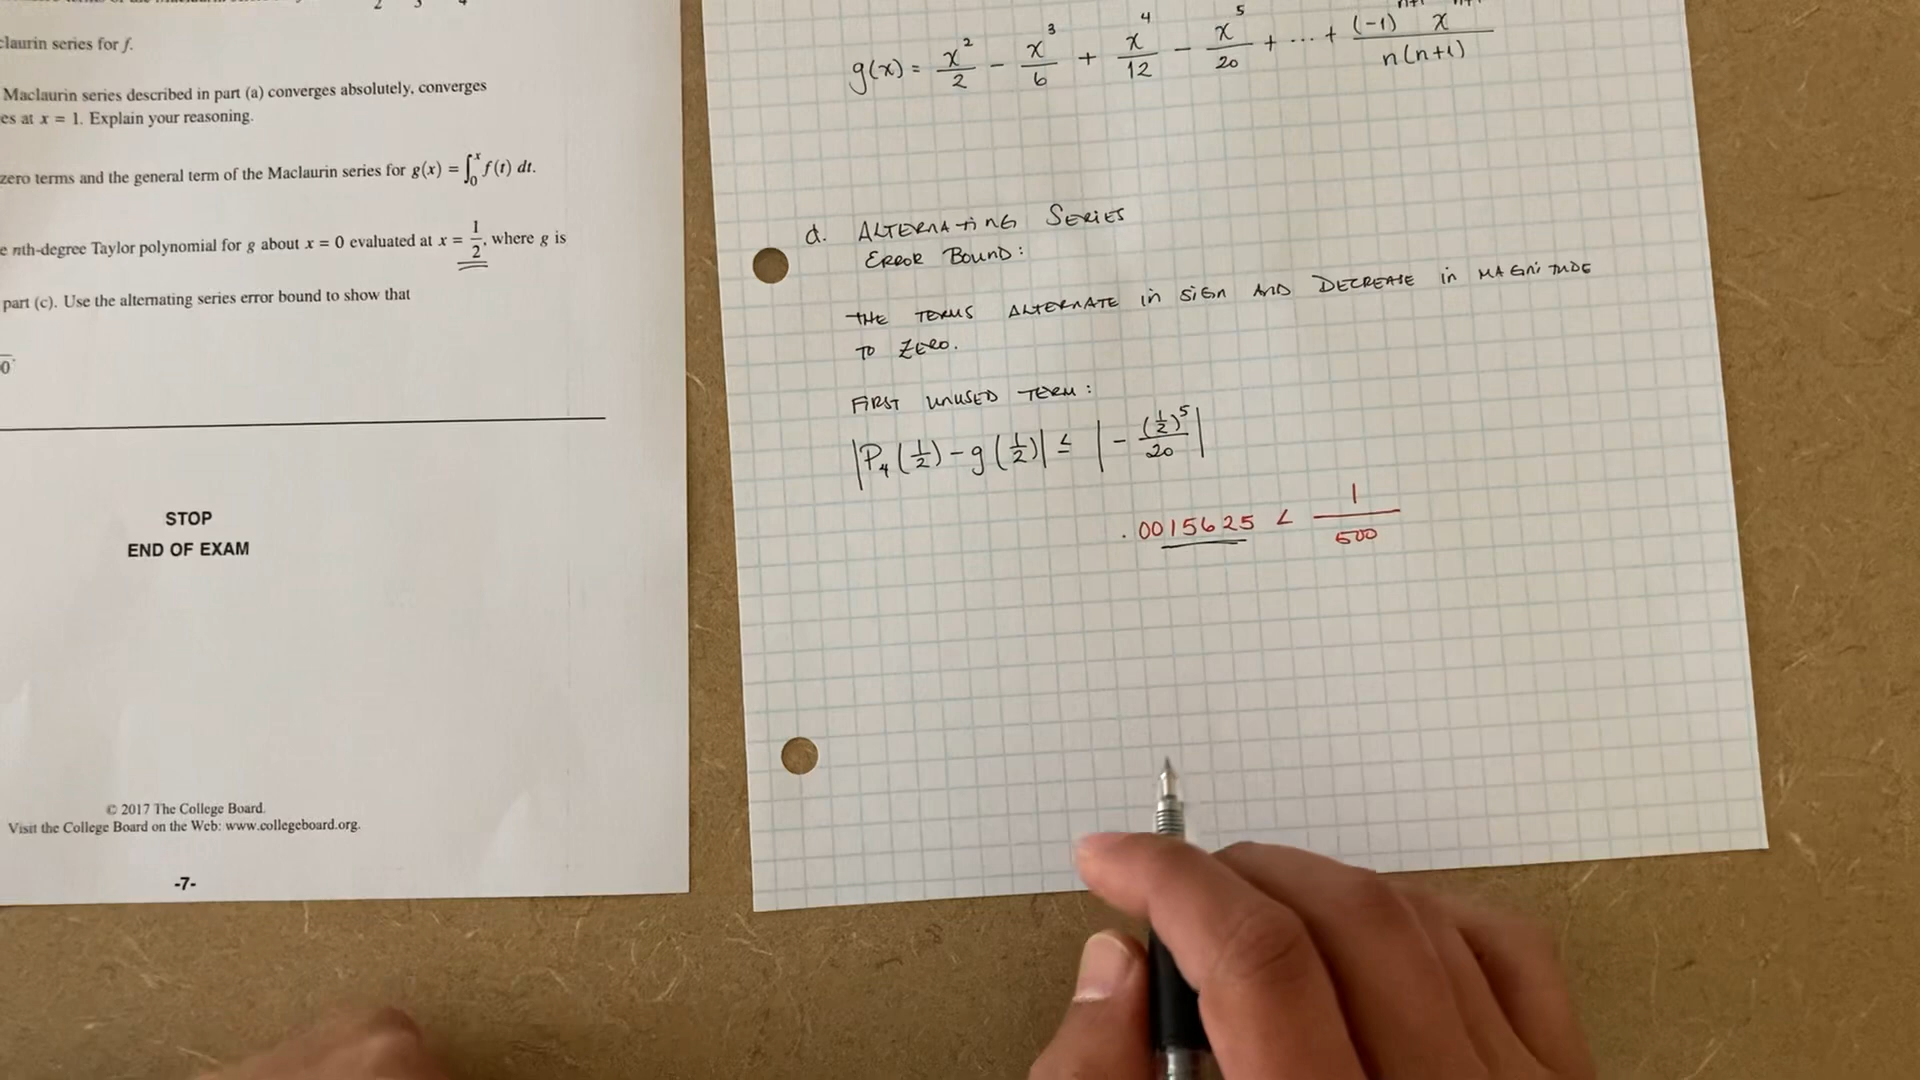 claurin series for f.
Maclaurin series described in part (a) converges absolutely, converges
es at x = 1. Explain your reasoning.
zero terms and the general term of the Maclaurin series for g(x) = ∫₀ˣ f(t) dt.
e nth-degree Taylor polynomial for g about x = 0 evaluated at x = 1/2, where g is
part (c). Use the alternating series error bound to show that
0.
STOP
END OF EXAM
© 2017 The College Board.
Visit the College Board on the Web: www.collegeboard.org.
-7-
g(x) = x²/2 - x³/6 + x⁴/12 - x⁵/20 + ... + (-1)ⁿ⁺¹ xⁿ⁺¹/n(n+1)
d. ALTERNATING SERIES
ERROR BOUND:
THE TERMS ALTERNATE in SiGn AND DECREASE in MAGNiTUDE
TO ZERO.
FiRST UNUSED TERM:
|P₄(1/2) - g(1/2)| ≤ |- (1/2)⁵/20|
.0015625 < 1/500